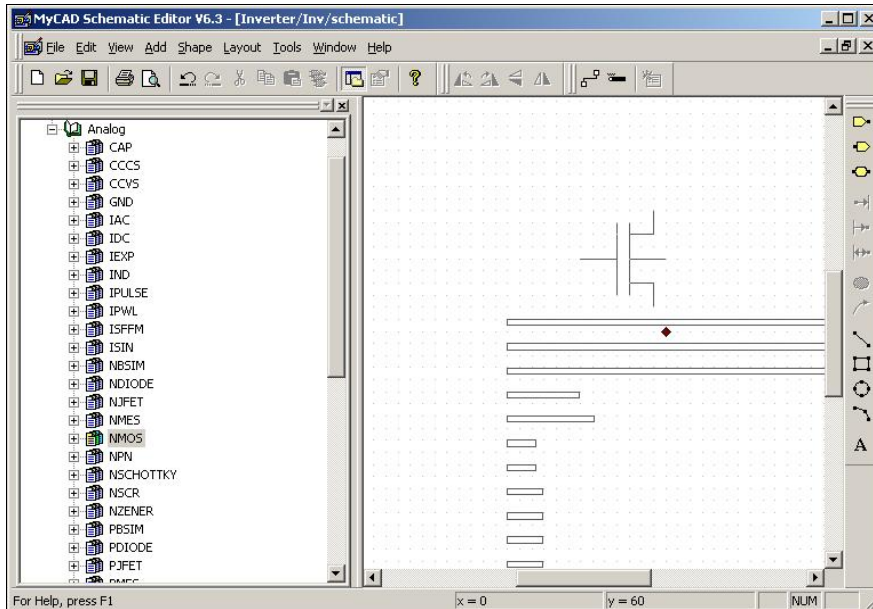 MyCAD Schematic Editor V6.3 - [Inverter/Inv/schematic]
File Edit View Add Shape Layout Tools Window Help
Analog
CAP
CCCS
CCVS
GND
IAC
IDC
IEXP
IND
IPULSE
IPWL
ISFFM
ISIN
NBSIM
NDIODE
NJFET
NMES
NMOS
NPN
NSCHOTTKY
NSCR
NZENER
PBSIM
PDIODE
PJFET
PMES
A
For Help, press F1 x = 0 y = 60 NUM